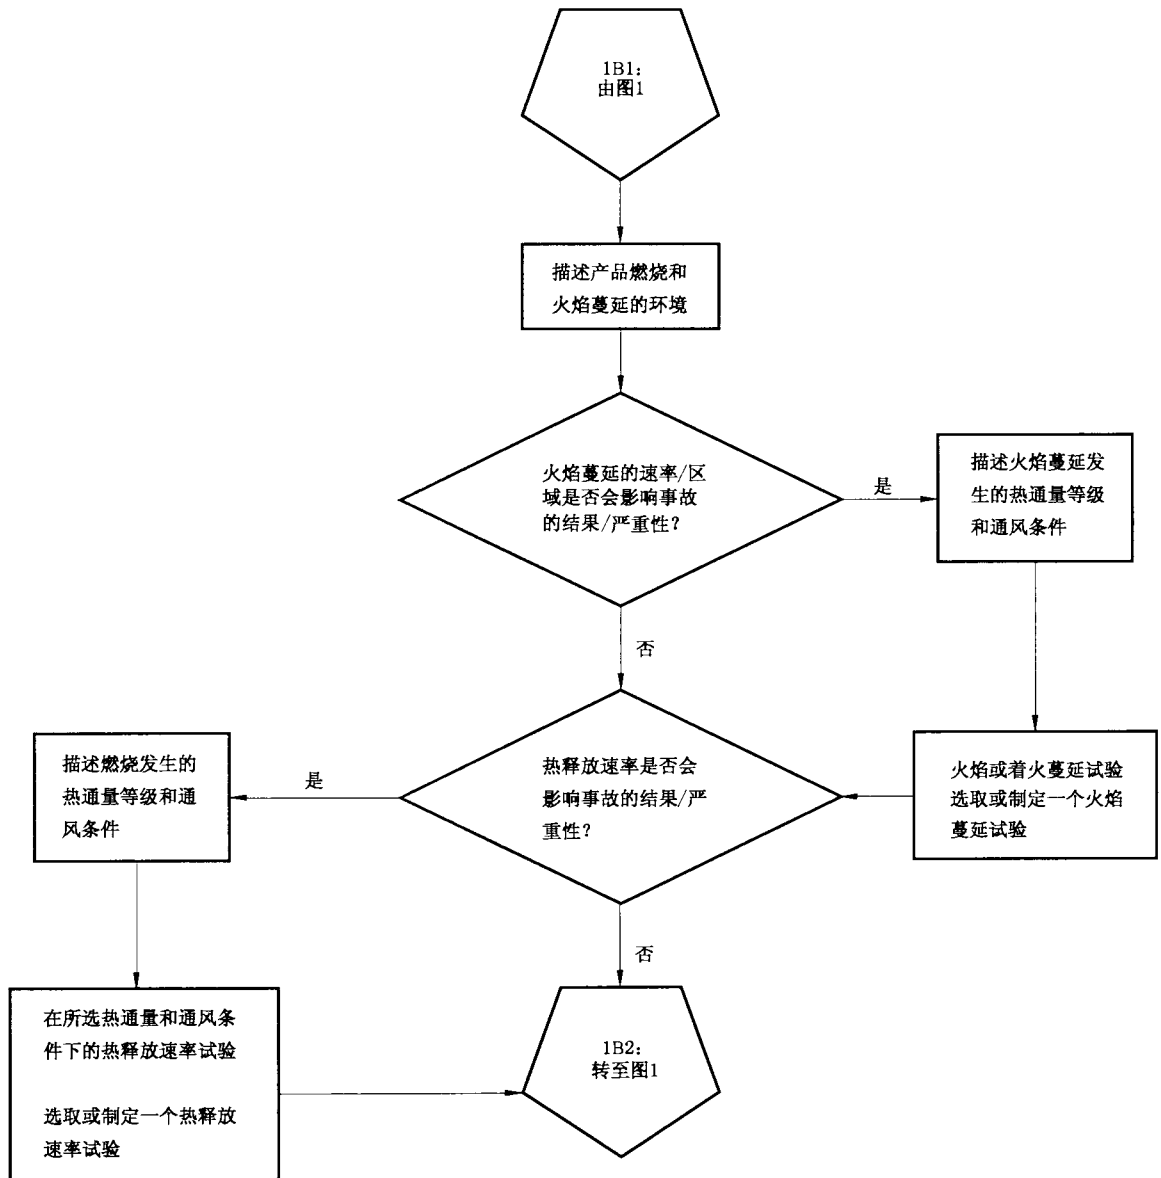 1B1:
由图1
描述产品燃烧和
火焰蔓延的环境
火焰蔓延的速率/区
域是否会影响事故
的结果/严重性?
是
描述火焰蔓延发
生的热通量等级
和通风条件
否
火焰或着火蔓延试验
选取或制定一个火焰
蔓延试验
热释放速率是否会
影响事故的结果/严
重性?
是
描述燃烧发生的
热通量等级和通
风条件
否
在所选热通量和通风条
件下的热释放速率试验
选取或制定一个热释放
速率试验
1B2:
转至图1